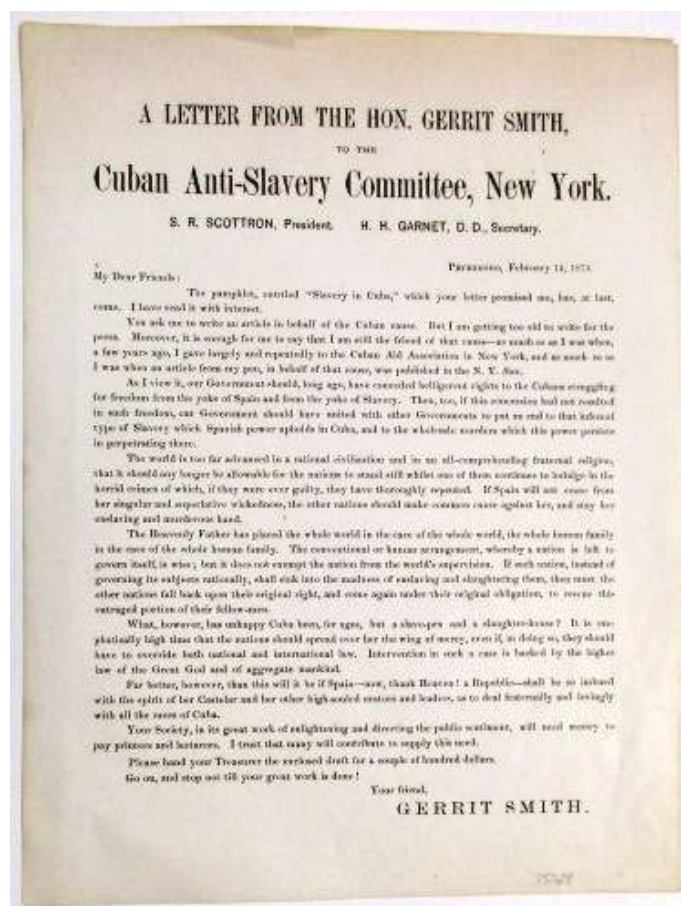 A LETTER FROM THE HON. GERRIT SMITH,
TO THE
Cuban Anti-Slavery Committee, New York.
S. R. SCOTTRON, President. H. H. GARNET, D. D., Secretary.
PETERBORO, February 14, 1873.
My Dear Friends:
The pamphlet, entitled "Slavery in Cuba," which your letter promised me, has, at last,
come. I have read it with interest.
You ask me to write an article in behalf of the Cuban cause. But I am getting too old to write for the
press. Moreover, it is enough for me to say that I am still the friend of that cause—as much so as I was when,
a few years ago, I gave largely and repeatedly to the Cuban Aid Association in New York, and as much so as
I was when an article from my pen, in behalf of that cause, was published in the N. Y. Sun.
As I view it, our Government should, long ago, have conceded belligerent rights to the Cubans struggling
for freedom from the yoke of Spain and from the yoke of Slavery. Then, too, if this concession had not resulted
in such freedom, our Government should have united with other Governments to put an end to that infernal
type of Slavery which Spanish power upholds in Cuba, and to the wholesale murders which this power persists
in perpetrating there.
The world is too far advanced in a rational civilization and in an all-comprehending fraternal religion,
that it should any longer be allowable for the nations to stand still whilst one of them continues to indulge in the
horrid crimes of which, if they were ever guilty, they have thoroughly repented. If Spain will not cease from
her singular and superlative wickedness, the other nations should make common cause against her, and stay her
enslaving and murderous hand.
The Heavenly Father has placed the whole world in the care of the whole world, the whole human family
in the care of the whole human family. The conventional or human arrangement, whereby a nation is left to
govern itself, is wise; but it does not exempt the nation from the world's supervision. If such nation, instead of
governing its subjects rationally, shall sink into the madness of enslaving and slaughtering them, then must the
other nations fall back upon their original right, and come again under their original obligation, to rescue this
outraged portion of their fellow-men.
What, however, has unhappy Cuba been, for ages, but a slave-pen and a slaughter-house? It is em-
phatically high time that the nations should spread over her the wing of mercy, even if, in doing so, they should
have to override both national and international law. Intervention in such a case is backed by the higher
law of the Great God and of aggregate mankind.
Far better, however, than this will it be if Spain—now, thank Heaven! a Republic—shall be so imbued
with the spirit of her Castelar and her other high-souled orators and leaders, as to deal fraternally and lovingly
with all the races of Cuba.
Your Society, in its great work of enlightening and directing the public sentiment, will need money to
pay printers and lecturers. I trust that many will contribute to supply this need.
Please hand your Treasurer the enclosed draft for a couple of hundred dollars.
Go on, and stop not till your great work is done!
Your friend,
GERRIT SMITH.